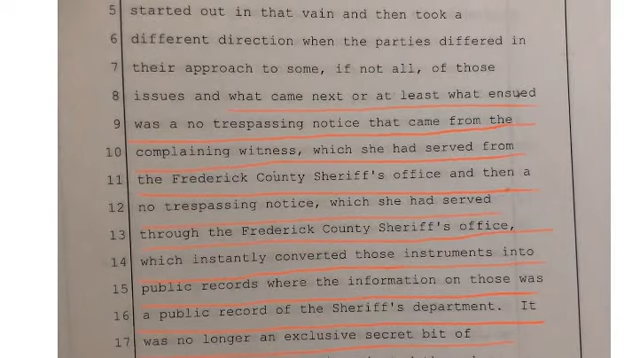 5 started out in that vain and then took a
6 different direction when the parties differed in
7 their approach to some, if not all, of those
8 issues and what came next or at least what ensued
9 was a no trespassing notice that came from the
10 complaining witness, which she had served from
11 the Frederick County Sheriff's office and then a
12 no trespassing notice, which she had served
13 through the Frederick County Sheriff's office,
14 which instantly converted those instruments into
15 public records where the information on those was
16 a public record of the Sheriff's department. It
17 was no longer an exclusive secret bit of